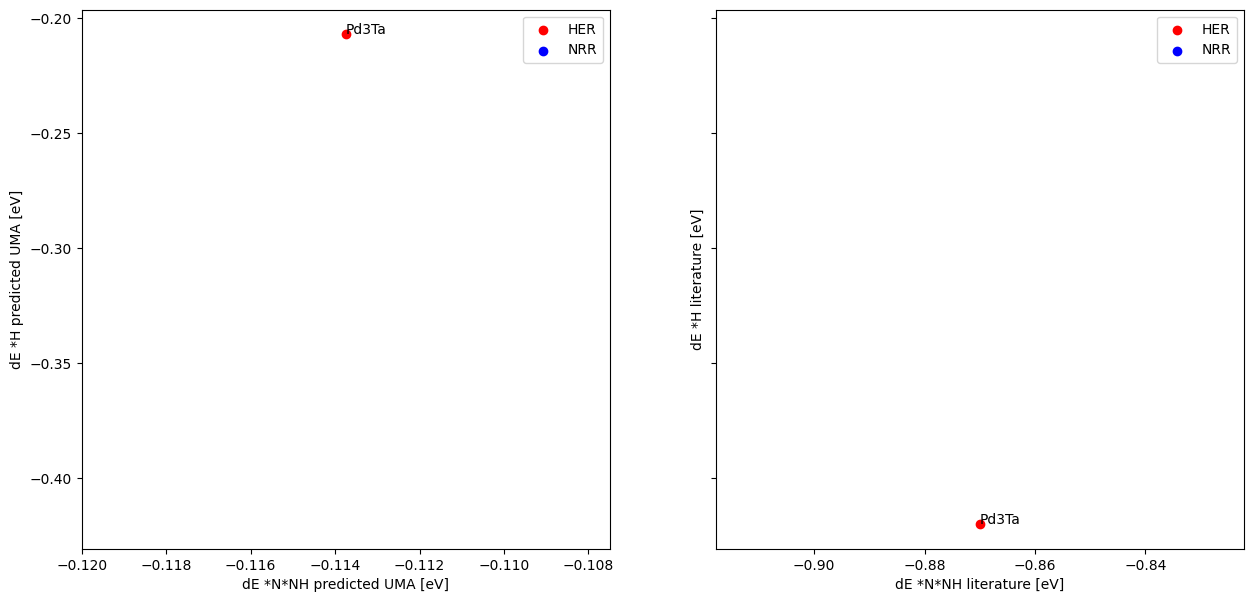 −0.20
−0.25
−0.30
−0.35
−0.40
dE *H predicted UMA [eV]
Pd3Ta
HER
NRR
−0.120
−0.118
−0.116
−0.114
−0.112
−0.110
−0.108
dE *N*NH predicted UMA [eV]
dE *H literature [eV]
HER
NRR
Pd3Ta
−0.90
−0.88
−0.86
−0.84
dE *N*NH literature [eV]